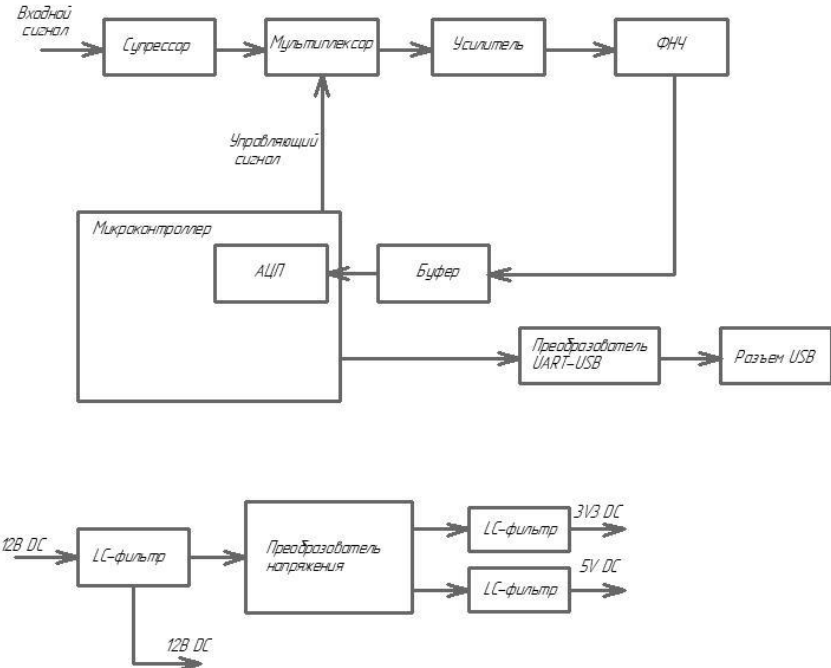 Входной
сигнал
Супрессор
Мультиплексор
Усилитель
ФНЧ
Управляющий
сигнал
Микроконтроллер
АЦП
Буфер
Преобразователь
UART-USB
Разъем USB
12В DC
LC-фильтр
Преобразователь
напряжения
LC-фильтр
3V3 DC
LC-фильтр
5V DC
12В DC